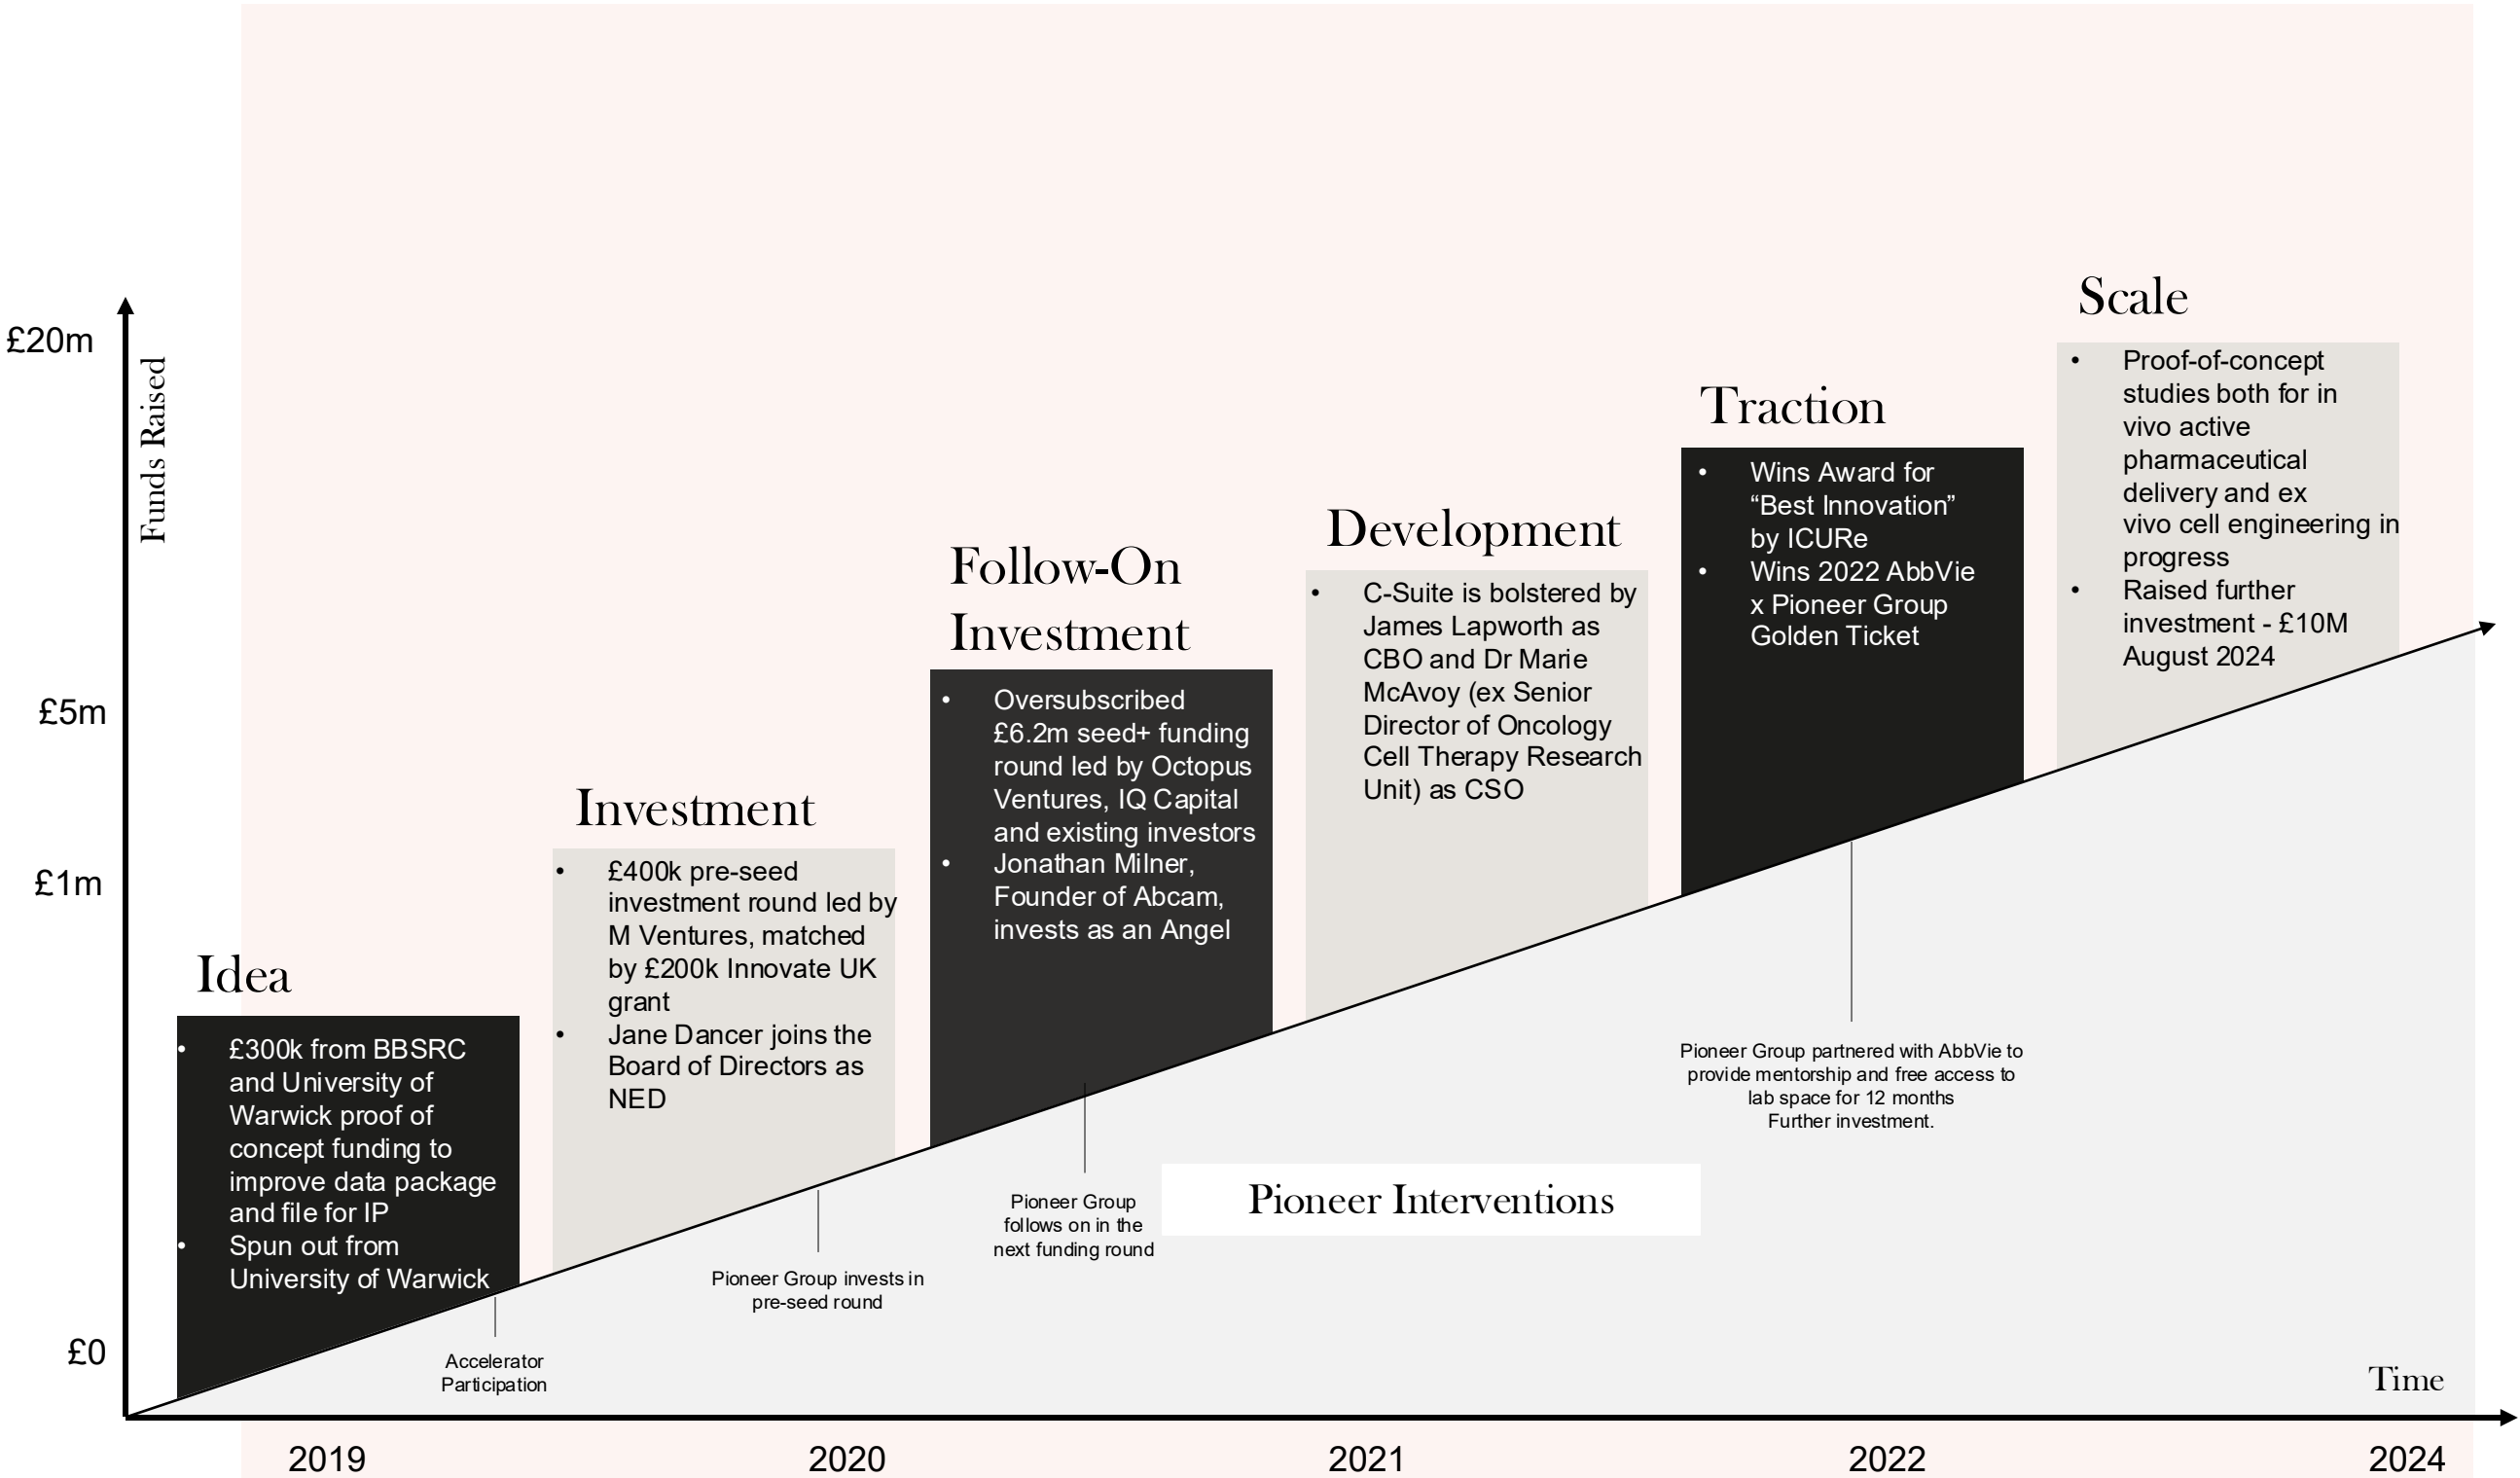 £20m
£5m
£1m
£0
Funds Raised
Idea
• £300k from BBSRC
and University of
Warwick proof of
concept funding to
improve data package
and file for IP
• Spun out from
University of Warwick
Investment
• £400k pre-seed
investment round led by
M Ventures, matched
by £200k Innovate UK
grant
• Jane Dancer joins the
Board of Directors as
NED
Follow-On
Investment
• Oversubscribed
£6.2m seed+ funding
round led by Octopus
Ventures, IQ Capital
and existing investors
• Jonathan Milner,
Founder of Abcam,
invests as an Angel
Development
• C-Suite is bolstered by
James Lapworth as
CBO and Dr Marie
McAvoy (ex Senior
Director of Oncology
Cell Therapy Research
Unit) as CSO
Traction
• Wins Award for
“Best Innovation”
by ICURe
• Wins 2022 AbbVie
x Pioneer Group
Golden Ticket
Scale
• Proof-of-concept
studies both for in
vivo active
pharmaceutical
delivery and ex
vivo cell engineering in
progress
• Raised further
investment - £10M
August 2024
Accelerator
Participation
Pioneer Group invests in
pre-seed round
Pioneer Group
follows on in the
next funding round
Pioneer Interventions
Pioneer Group partnered with AbbVie to
provide mentorship and free access to
lab space for 12 months
Further investment.
Time
2019
2020
2021
2022
2024